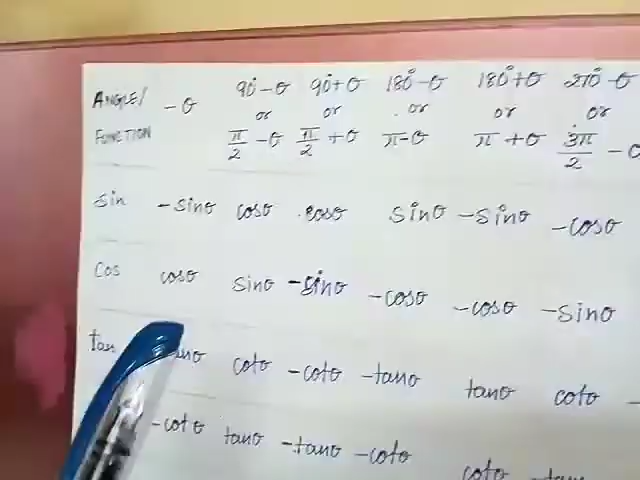 ANGLE/ -θ 90°-θ 90°+θ 180°-θ 180°+θ 270°-θ
or or or or or
FUNCTION π/2 -θ π/2 +θ π-θ π+θ 3π/2 -
sin -sinθ cosθ cosθ sinθ -sinθ -cosθ
cos cosθ sinθ -sinθ -cosθ -cosθ -sinθ
tan cotθ -cotθ -tanθ tanθ cotθ -
-cotθ tanθ -tanθ -cotθ cotθ